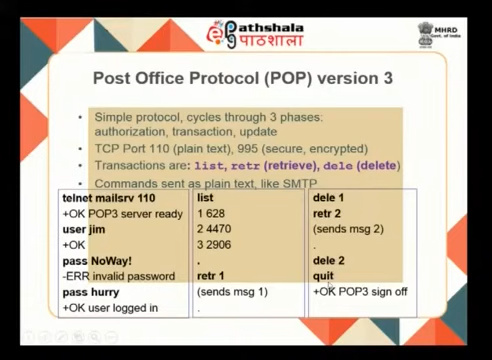 Pathshala
पाठशाला
MHRD
Govt. of India
Post Office Protocol (POP) version 3
• Simple protocol, cycles through 3 phases:
authorization, transaction, update
• TCP Port 110 (plain text), 995 (secure, encrypted)
• Transactions are: list, retr (retrieve), dele (delete)
• Commands sent as plain text, like SMTP
telnet mailsrv 110
+OK POP3 server ready
user jim
+OK
pass NoWay!
-ERR invalid password
pass hurry
+OK user logged in
list
1 628
2 4470
3 2906
.
retr 1
(sends msg 1)
.
dele 1
retr 2
(sends msg 2)
.
dele 2
quit
+OK POP3 sign off